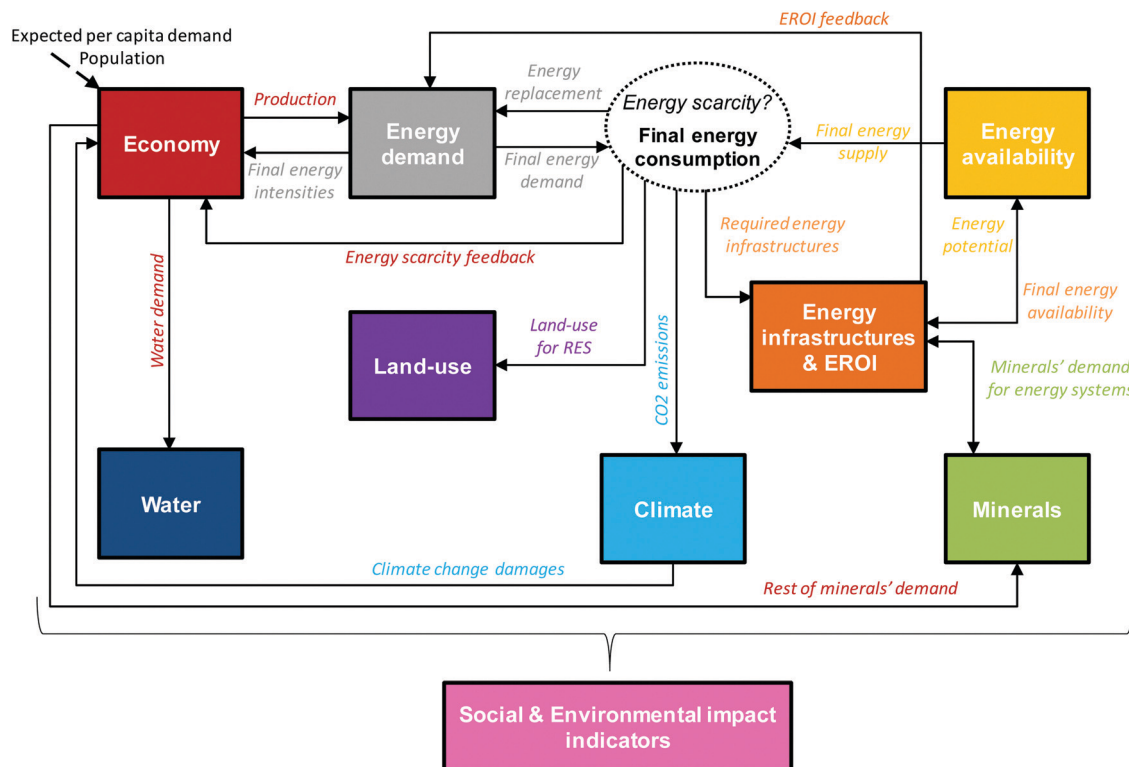 EROI feedback
Expected per capita demand
Population
Production
Energy
replacement
Energy scarcity?
Final energy
consumption
Final energy
supply
Economy
Energy
demand
Energy
availability
Final energy
intensities
Final energy
demand
Required energy
infrastructures
Energy
potential
Energy scarcity feedback
Water demand
Land-use
for RES
CO2 emissions
Final energy
availability
Land-use
Energy
infrastructures
& EROI
Minerals' demand
for energy systems
Water
Climate
Minerals
Climate change damages
Rest of minerals' demand
Social & Environmental impact
indicators